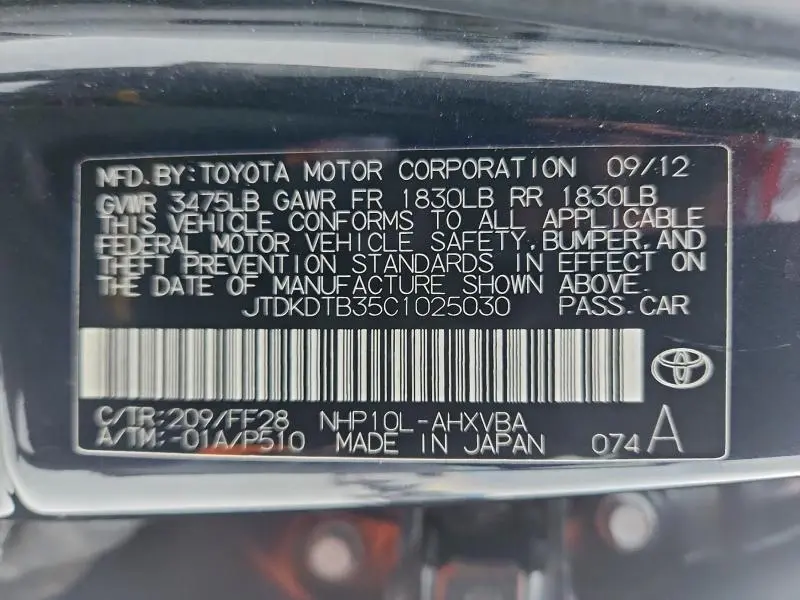 MFD.BY:TOYOTA MOTOR CORPORATION 09/12
GVWR 3475LB GAWR FR 1830LB RR 1830LB
THIS VEHICLE CONFORMS TO ALL APPLICABLE
FEDERAL MOTOR VEHICLE SAFETY,BUMPER,AND
THEFT PREVENTION STANDARDS IN EFFECT ON
THE DATE OF MANUFACTURE SHOWN ABOVE.
JTDKDTB35C1025030 PASS.CAR
C/TR:209/FF28 NHP10L-AHXVBA
A/TM:-01A/P510 MADE IN JAPAN 074 A